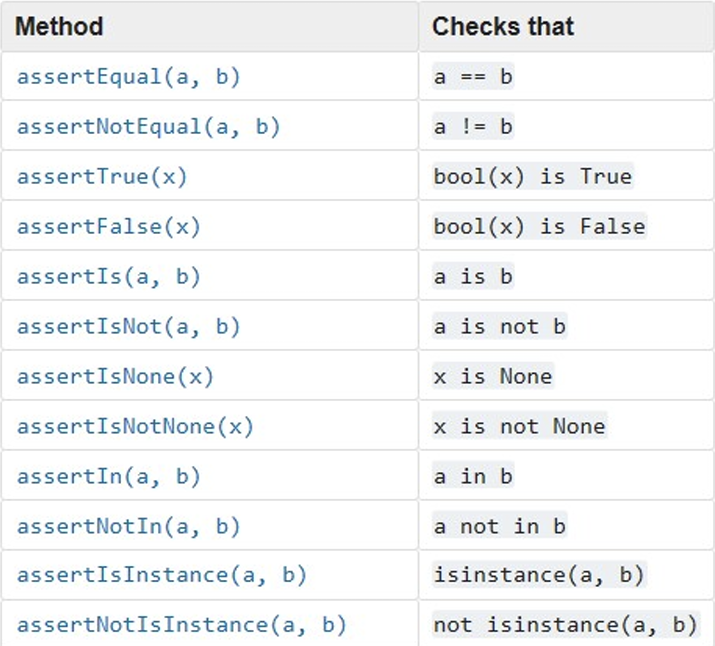 Method Checks that
assertEqual(a, b) a == b
assertNotEqual(a, b) a != b
assertTrue(x) bool(x) is True
assertFalse(x) bool(x) is False
assertIs(a, b) a is b
assertIsNot(a, b) a is not b
assertIsNone(x) x is None
assertIsNotNone(x) x is not None
assertIn(a, b) a in b
assertNotIn(a, b) a not in b
assertIsInstance(a, b) isinstance(a, b)
assertNotIsInstance(a, b) not isinstance(a, b)